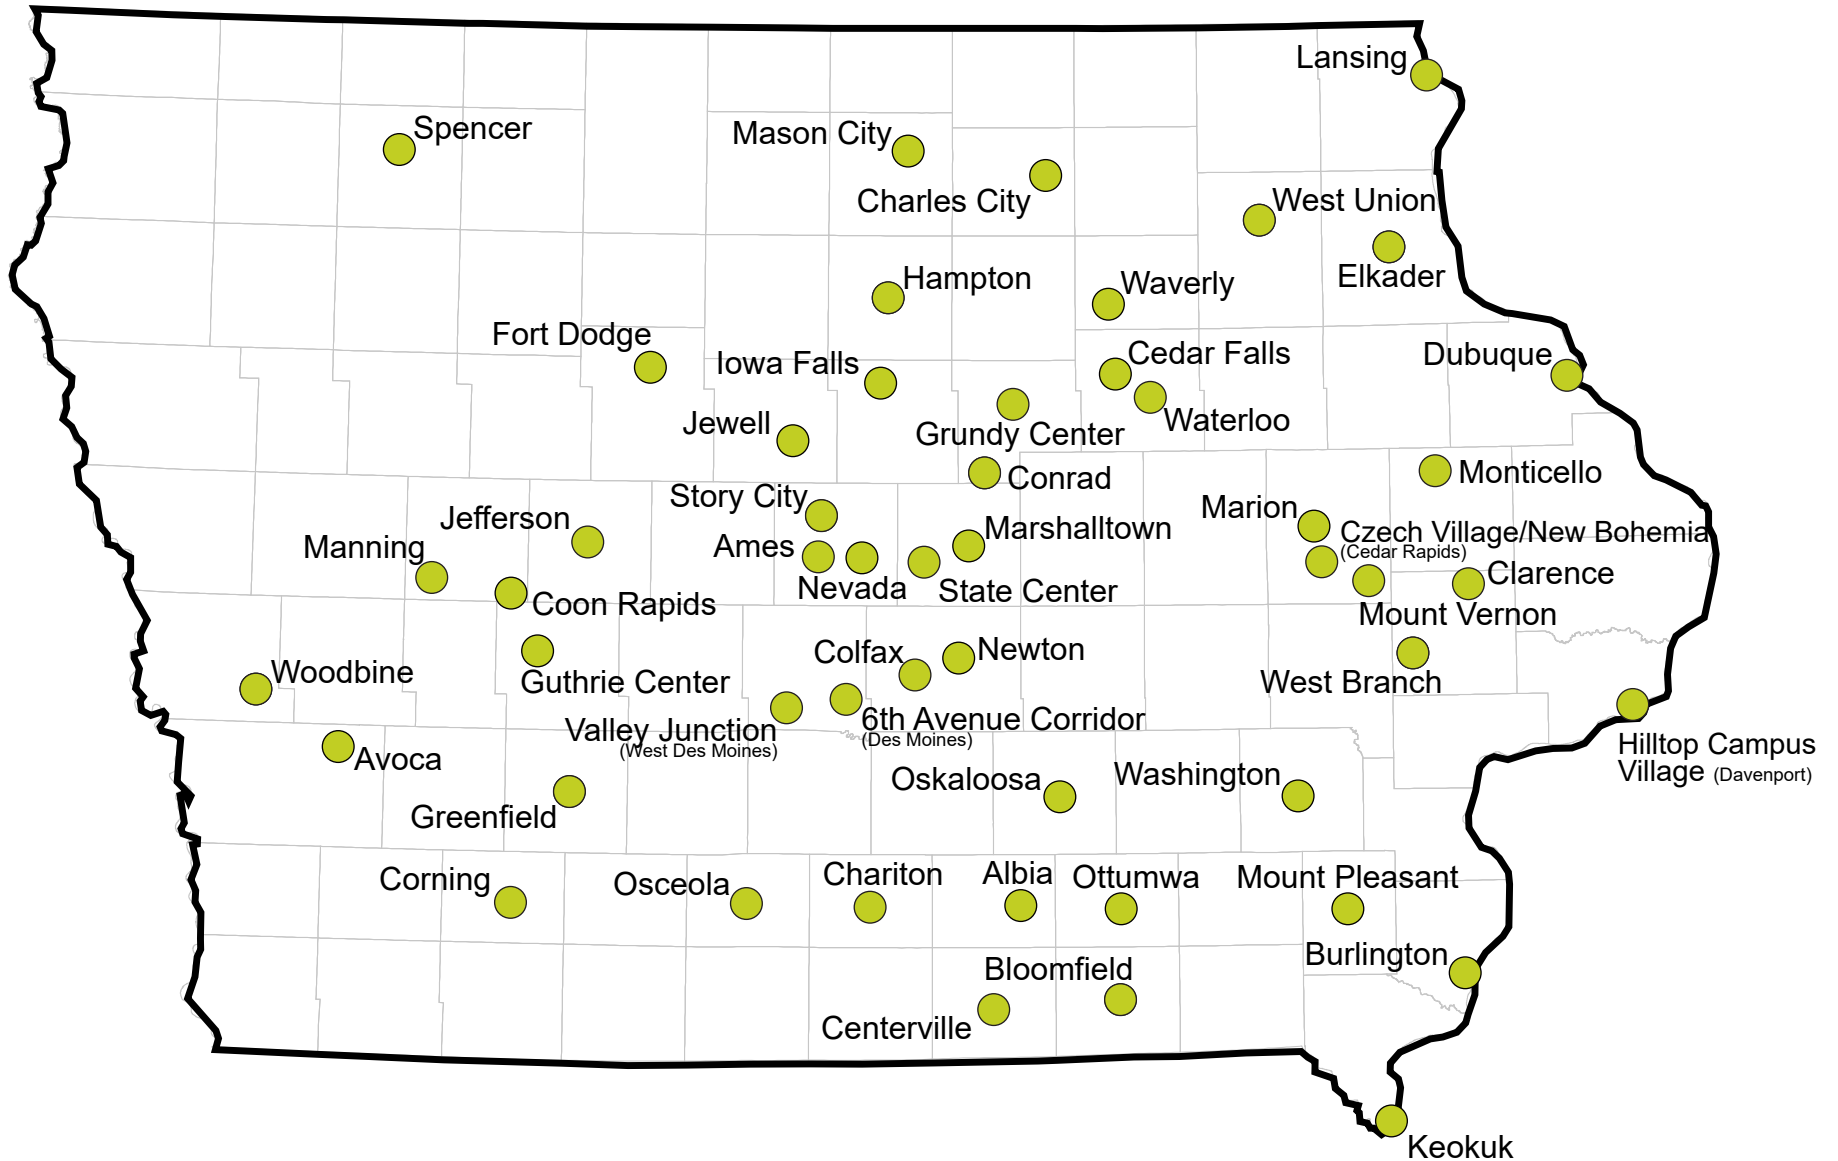 Lansing
Spencer
Mason City
Charles City
West Union
Elkader
Hampton
Waverly
Fort Dodge
Iowa Falls
Cedar Falls
Dubuque
Jewell
Grundy Center
Waterloo
Conrad
Monticello
Story City
Marion
Jefferson
Marshalltown
Czech Village/New Bohemia
(Cedar Rapids)
Manning
Ames
Nevada
State Center
Clarence
Coon Rapids
Mount Vernon
Colfax
Newton
Woodbine
Guthrie Center
West Branch
Valley Junction
(West Des Moines)
6th Avenue Corridor
(Des Moines)
Avoca
Hilltop Campus
Village (Davenport)
Oskaloosa
Washington
Greenfield
Corning
Osceola
Chariton
Albia
Ottumwa
Mount Pleasant
Burlington
Bloomfield
Centerville
Keokuk